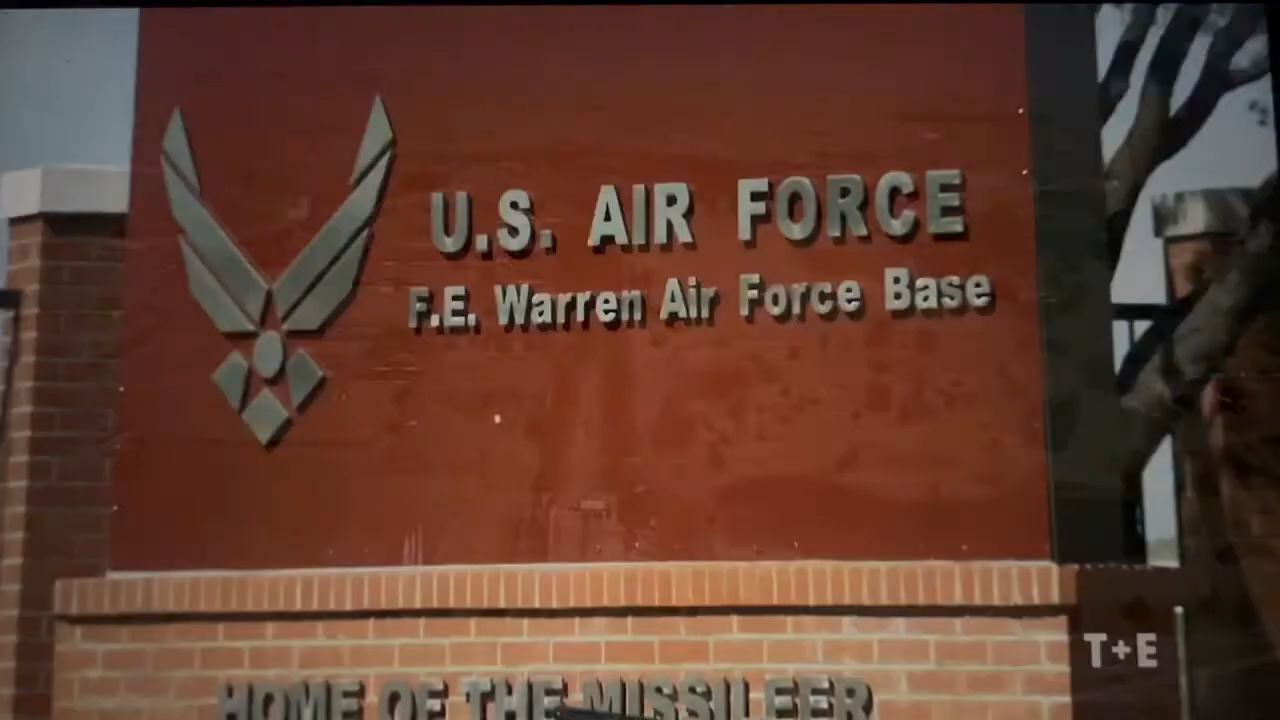 U.S. AIR FORCE
F.E. Warren Air Force Base
HOME OF THE MISSILEER
T+E